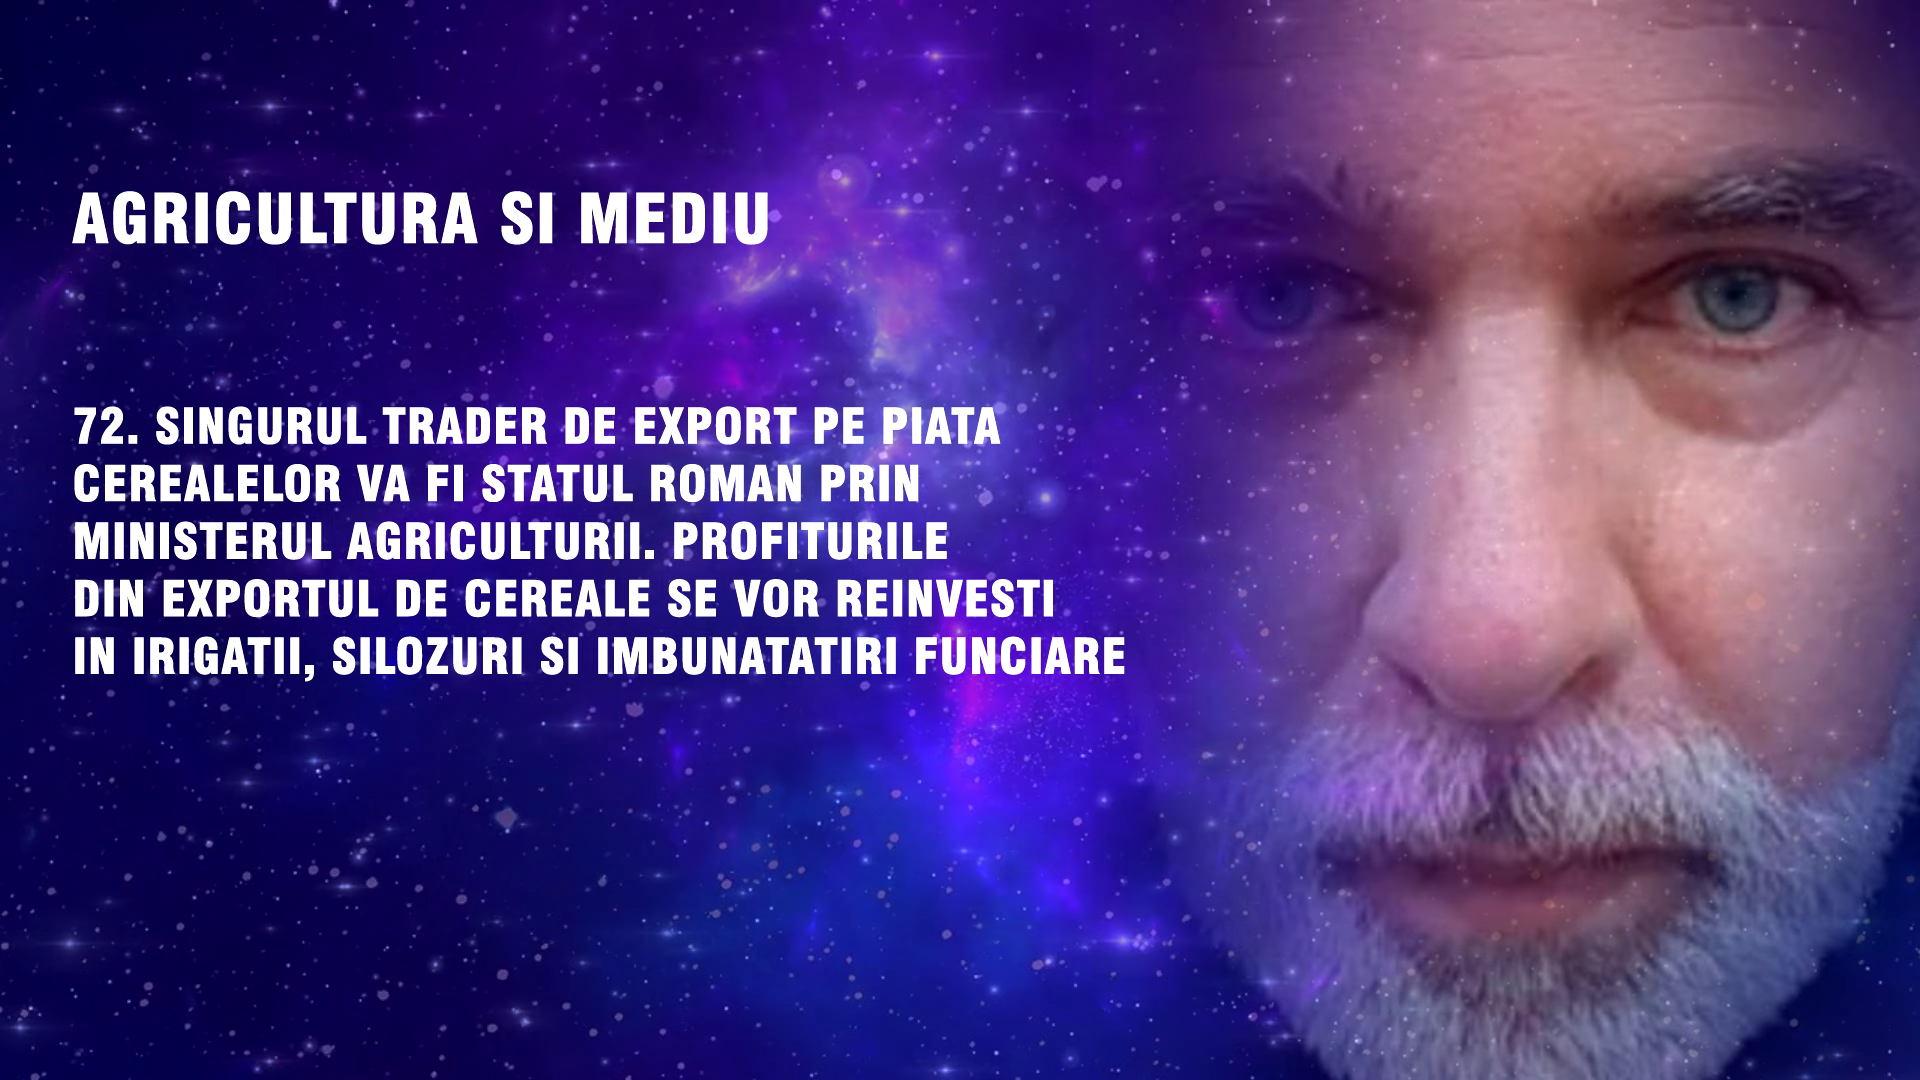 AGRICULTURA SI MEDIU
72. SINGURUL TRADER DE EXPORT PE PIATA
CEREALELOR VA FI STATUL ROMAN PRIN
MINISTERUL AGRICULTURII. PROFITURILE
DIN EXPORTUL DE CEREALE SE VOR REINVESTI
IN IRIGATII, SILOZURI SI IMBUNATATIRI FUNCIARE